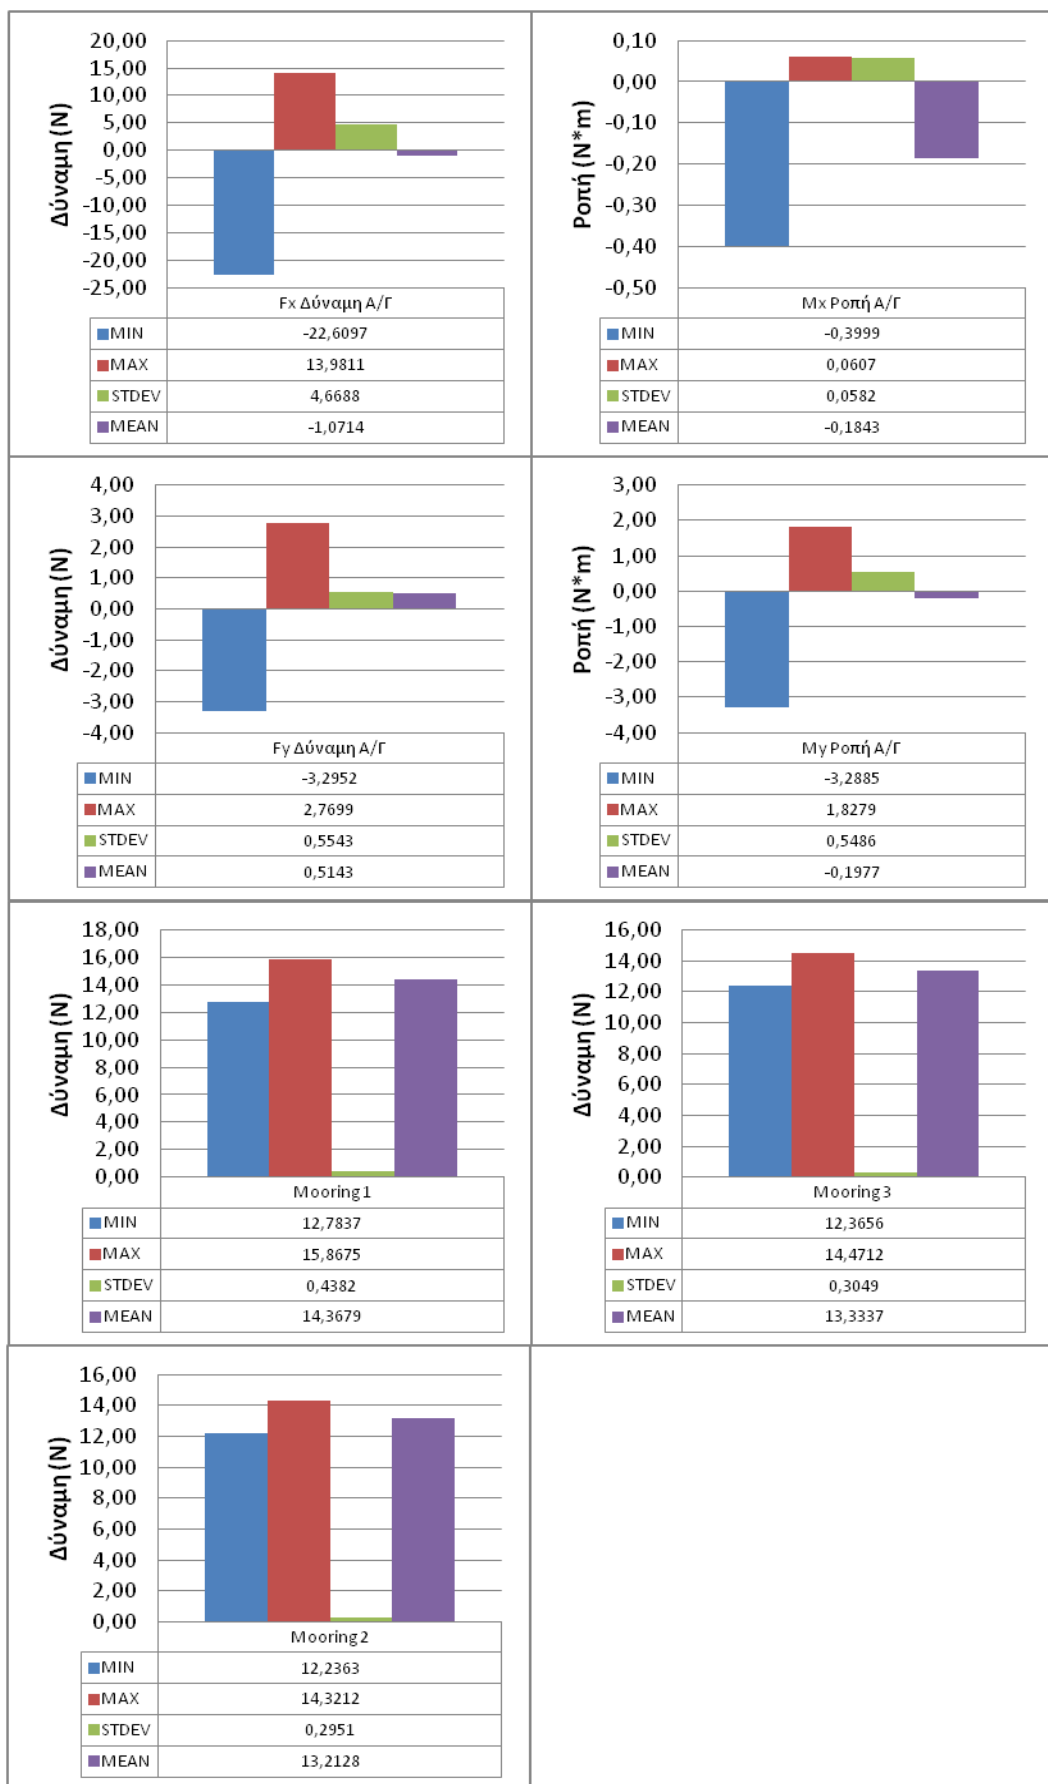 20,00
15,00
10,00
5,00
0,00
-5,00
-10,00
-15,00
-20,00
-25,00
Δύναμη (N)
Fx Δύναμη Α/Γ
MIN -22,6097
MAX 13,9811
STDEV 4,6688
MEAN -1,0714
0,10
0,00
-0,10
-0,20
-0,30
-0,40
-0,50
Ροπή (N*m)
Mx Ροπή Α/Γ
MIN -0,3999
MAX 0,0607
STDEV 0,0582
MEAN -0,1843
4,00
3,00
2,00
1,00
0,00
-1,00
-2,00
-3,00
-4,00
Δύναμη (N)
Fy Δύναμη Α/Γ
MIN -3,2952
MAX 2,7699
STDEV 0,5543
MEAN 0,5143
3,00
2,00
1,00
0,00
-1,00
-2,00
-3,00
-4,00
Ροπή (N*m)
My Ροπή Α/Γ
MIN -3,2885
MAX 1,8279
STDEV 0,5486
MEAN -0,1977
18,00
16,00
14,00
12,00
10,00
8,00
6,00
4,00
2,00
0,00
Δύναμη (N)
Mooring 1
MIN 12,7837
MAX 15,8675
STDEV 0,4382
MEAN 14,3679
16,00
14,00
12,00
10,00
8,00
6,00
4,00
2,00
0,00
Δύναμη (N)
Mooring 3
MIN 12,3656
MAX 14,4712
STDEV 0,3049
MEAN 13,3337
16,00
14,00
12,00
10,00
8,00
6,00
4,00
2,00
0,00
Δύναμη (N)
Mooring 2
MIN 12,2363
MAX 14,3212
STDEV 0,2951
MEAN 13,2128